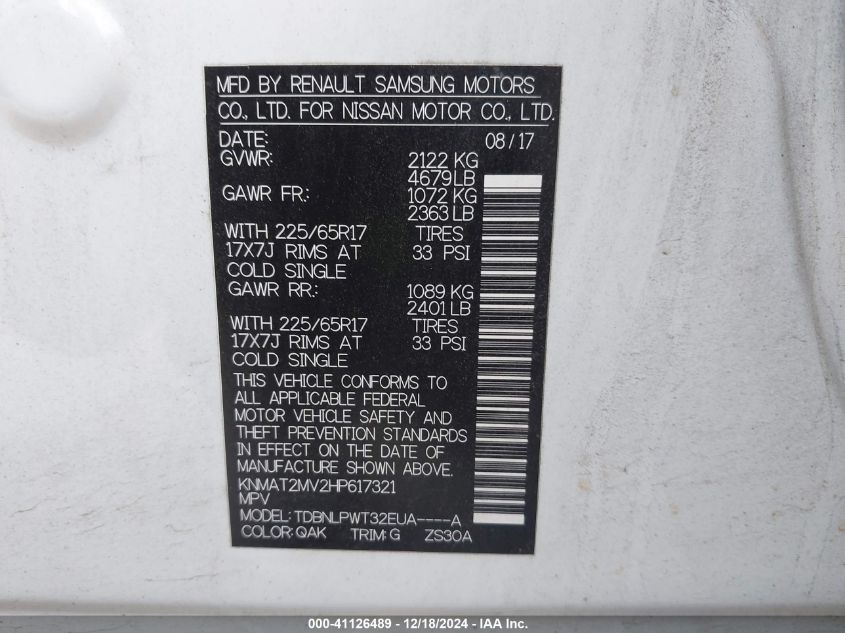 MFD BY RENAULT SAMSUNG MOTORS
CO., LTD. FOR NISSAN MOTOR CO., LTD.
DATE: 08/17
GVWR: 2122 KG
4679LB
GAWR FR.: 1072 KG
2363 LB
WITH 225/65R17 TIRES
17X7J RIMS AT 33 PSI
COLD SINGLE
GAWR RR.: 1089 KG
2401 LB
WITH 225/65R17 TIRES
17X7J RIMS AT 33 PSI
COLD SINGLE
THIS VEHICLE CONFORMS TO
ALL APPLICABLE FEDERAL
MOTOR VEHICLE SAFETY AND
THEFT PREVENTION STANDARDS
IN EFFECT ON THE DATE OF
MANUFACTURE SHOWN ABOVE.
KNMAT2MV2HP617321
MPV
MODEL: TDBNLPWT32EUA----A
COLOR: QAK TRIM: G ZS30A
000-41126489 - 12/18/2024 - IAA Inc.